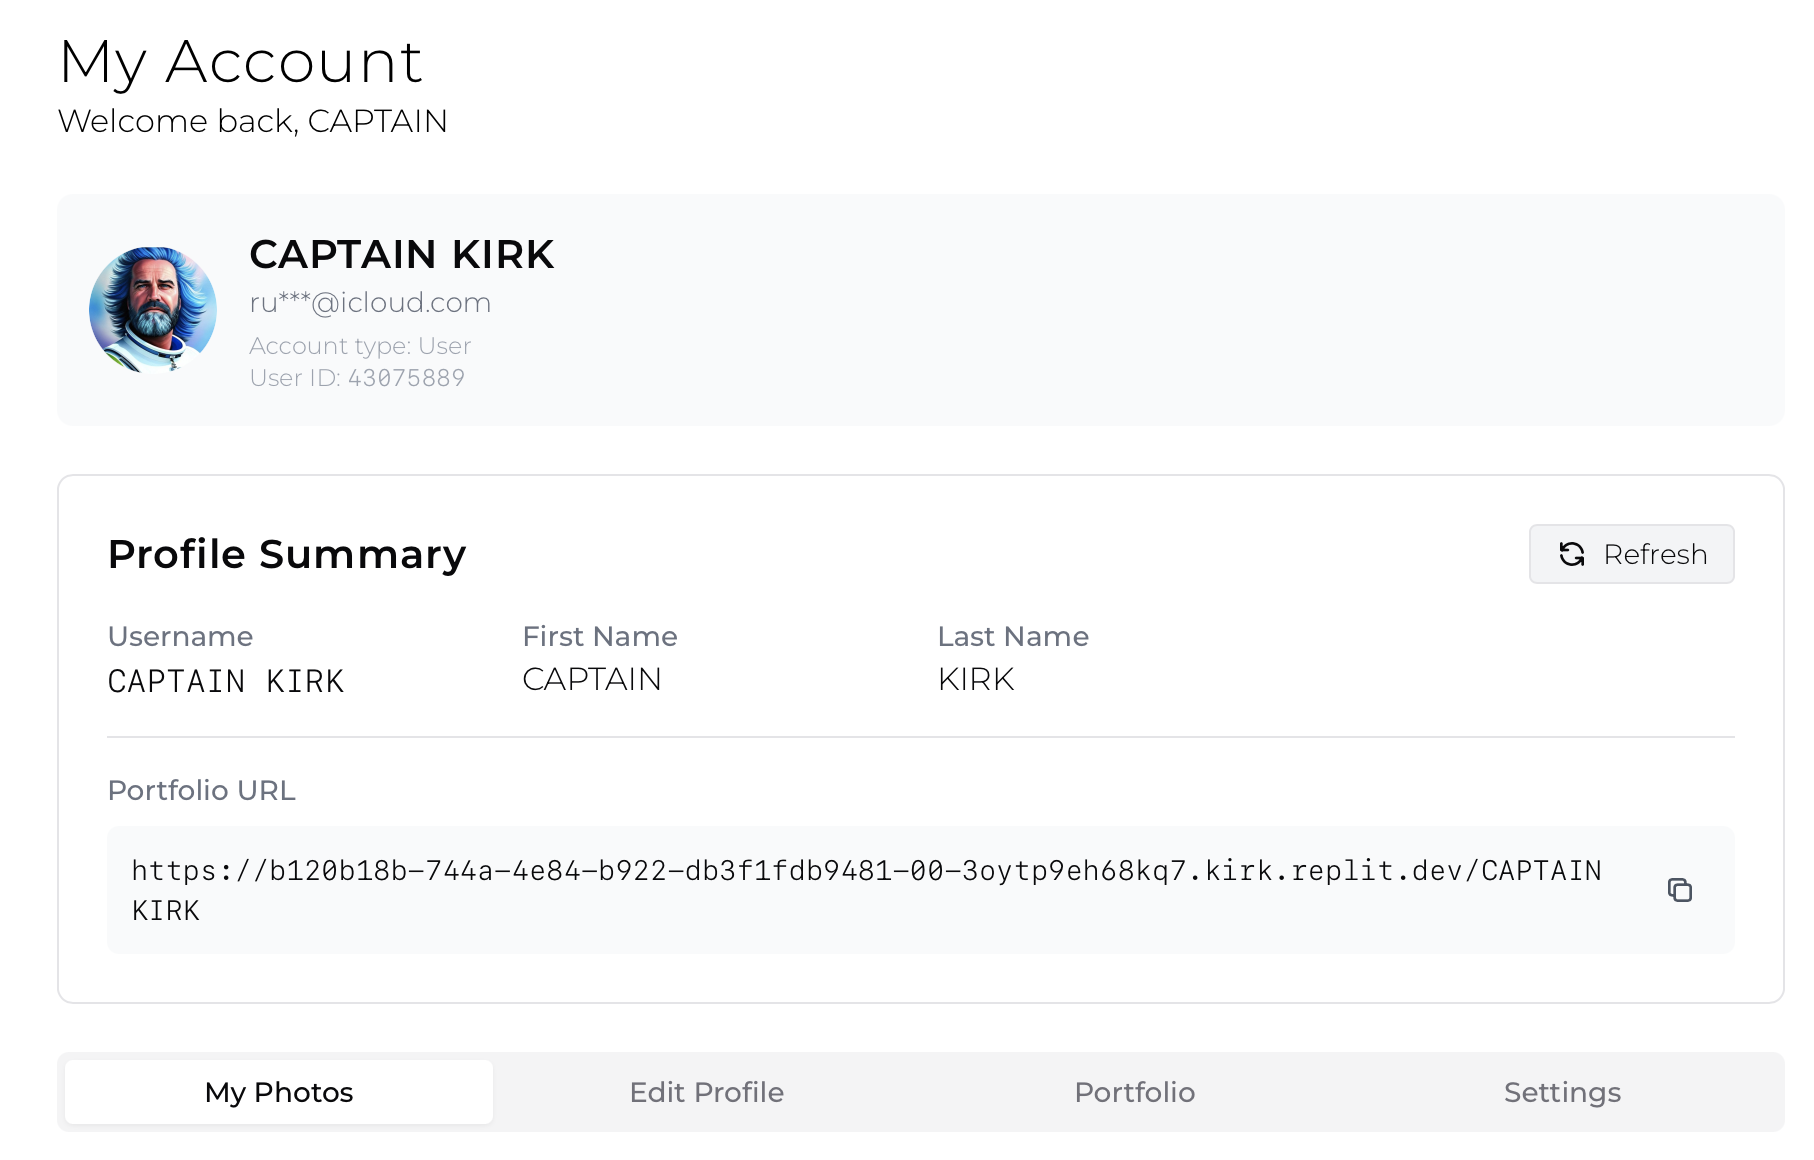 My Account
Welcome back, CAPTAIN
CAPTAIN KIRK
ru***@icloud.com
Account type: User
User ID: 43075889
Profile Summary
Refresh
Username
First Name
Last Name
CAPTAIN KIRK
CAPTAIN
KIRK
Portfolio URL
https://b120b18b-744a-4e84-b922-db3f1fdb9481-00-3oytp9eh68kq7.kirk.replit.dev/CAPTAIN
KIRK
My Photos
Edit Profile
Portfolio
Settings